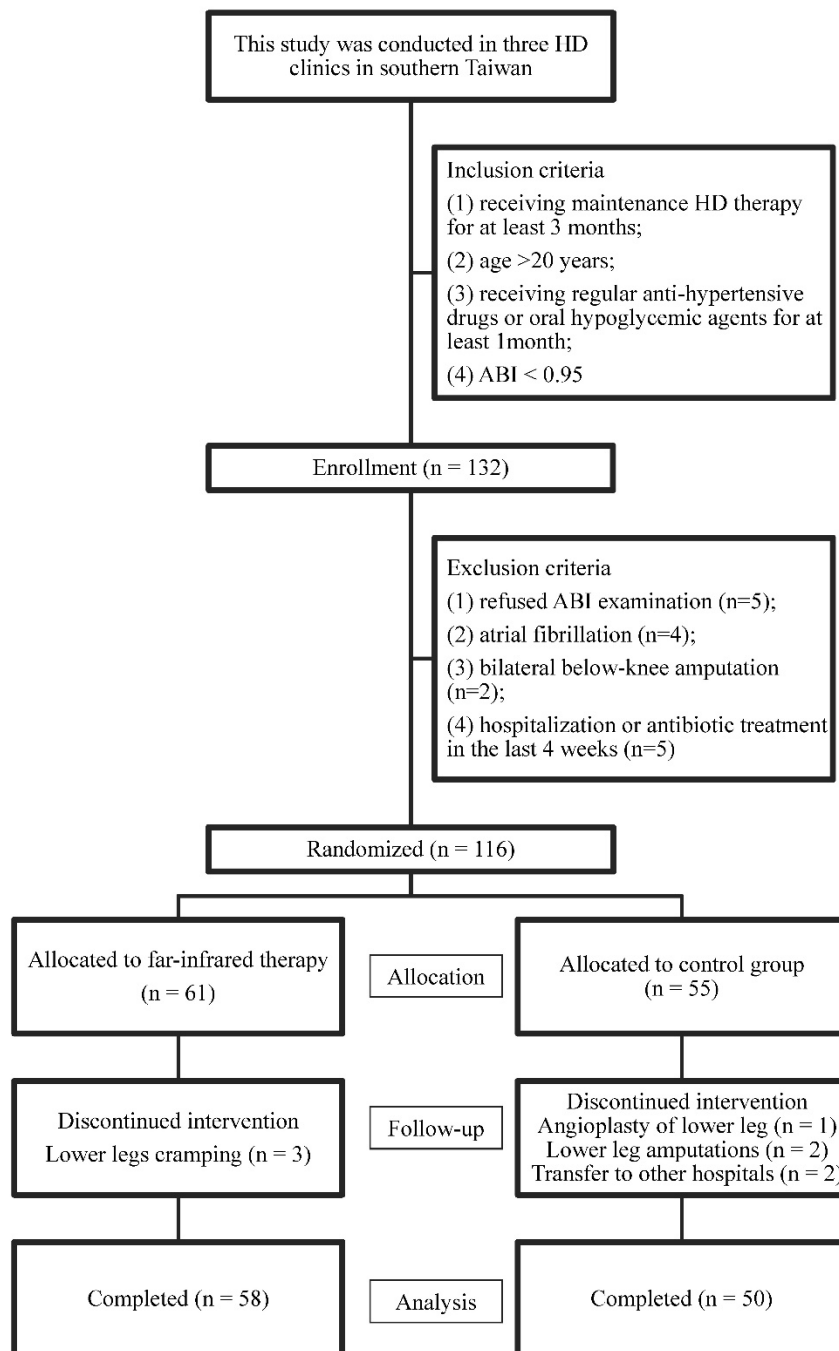 This study was conducted in three HD
clinics in southern Taiwan
Inclusion criteria
(1) receiving maintenance HD therapy
for at least 3 months;
(2) age >20 years;
(3) receiving regular anti-hypertensive
drugs or oral hypoglycemic agents for at
least 1month;
(4) ABI < 0.95
Enrollment (n = 132)
Exclusion criteria
(1) refused ABI examination (n=5);
(2) atrial fibrillation (n=4);
(3) bilateral below-knee amputation
(n=2);
(4) hospitalization or antibiotic treatment
in the last 4 weeks (n=5)
Randomized (n = 116)
Allocated to far-infrared therapy
(n = 61)
Allocation
Allocated to control group
(n = 55)
Discontinued intervention
Lower legs cramping (n = 3)
Follow-up
Discontinued intervention
Angioplasty of lower leg (n = 1)
Lower leg amputations (n = 2)
Transfer to other hospitals (n = 2)
Completed (n = 58)
Analysis
Completed (n = 50)